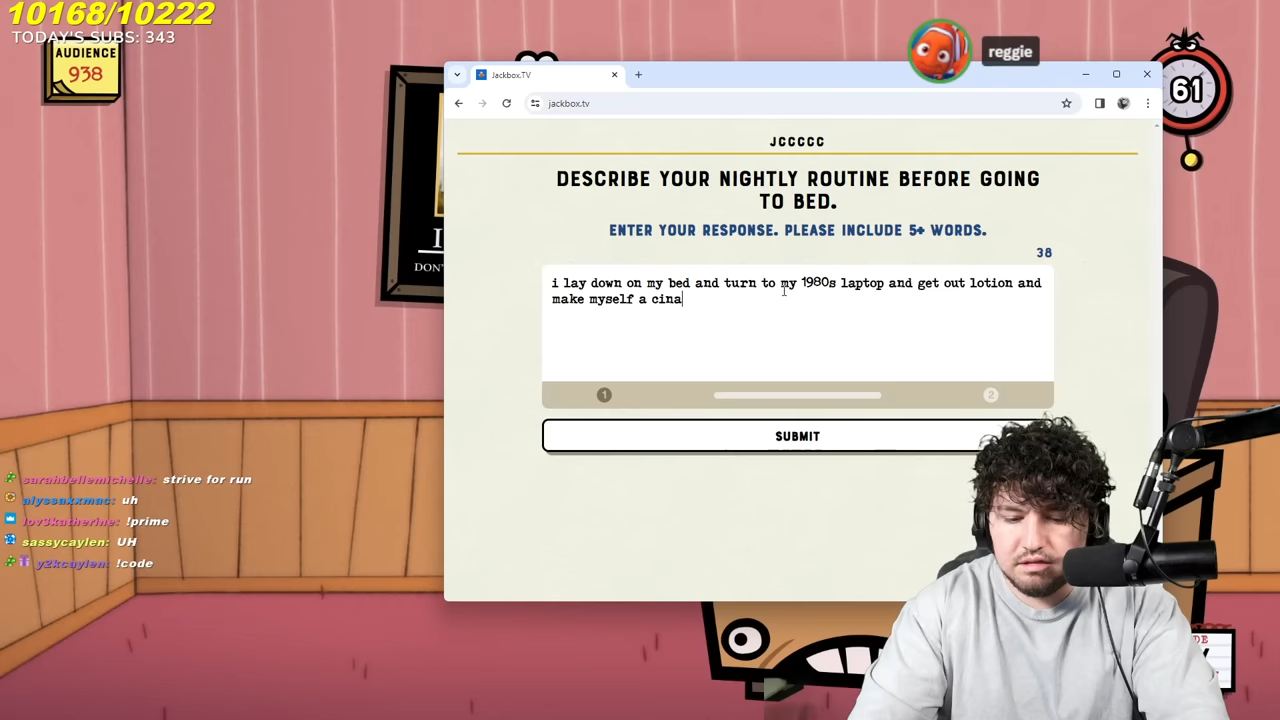 10168/10222
TODAY'S SUBS: 343
AUDIENCE
938
reggie
61
Jackbox.TV
jackbox.tv
JCCCCC
DESCRIBE YOUR NIGHTLY ROUTINE BEFORE GOING
TO BED.
ENTER YOUR RESPONSE. PLEASE INCLUDE 5+ WORDS.
38
i lay down on my bed and turn to my 1980s laptop and get out lotion and
make myself a cina
1
2
SUBMIT
I
DON'
sarahbellemichelle: strive for run
alyssakxmac: uh
lov3katherine: !prime
sassycaylen: UH
y2kcaylen: !code